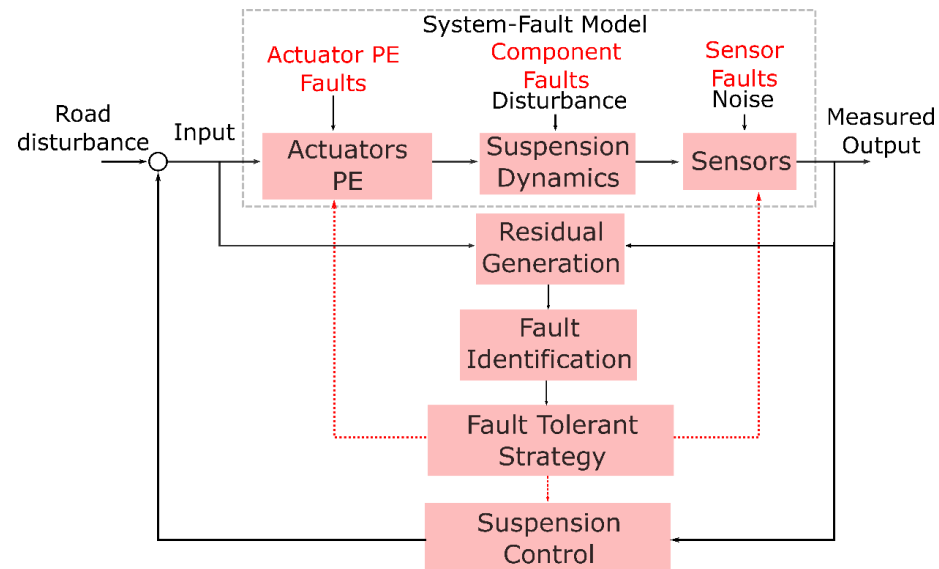 System-Fault Model
Actuator PE
Faults
Component
Faults
Disturbance
Sensor
Faults
Noise
Road
disturbance
Input
Measured
Output
Actuators
PE
Suspension
Dynamics
Sensors
Residual
Generation
Fault
Identification
Fault Tolerant
Strategy
Suspension
Control